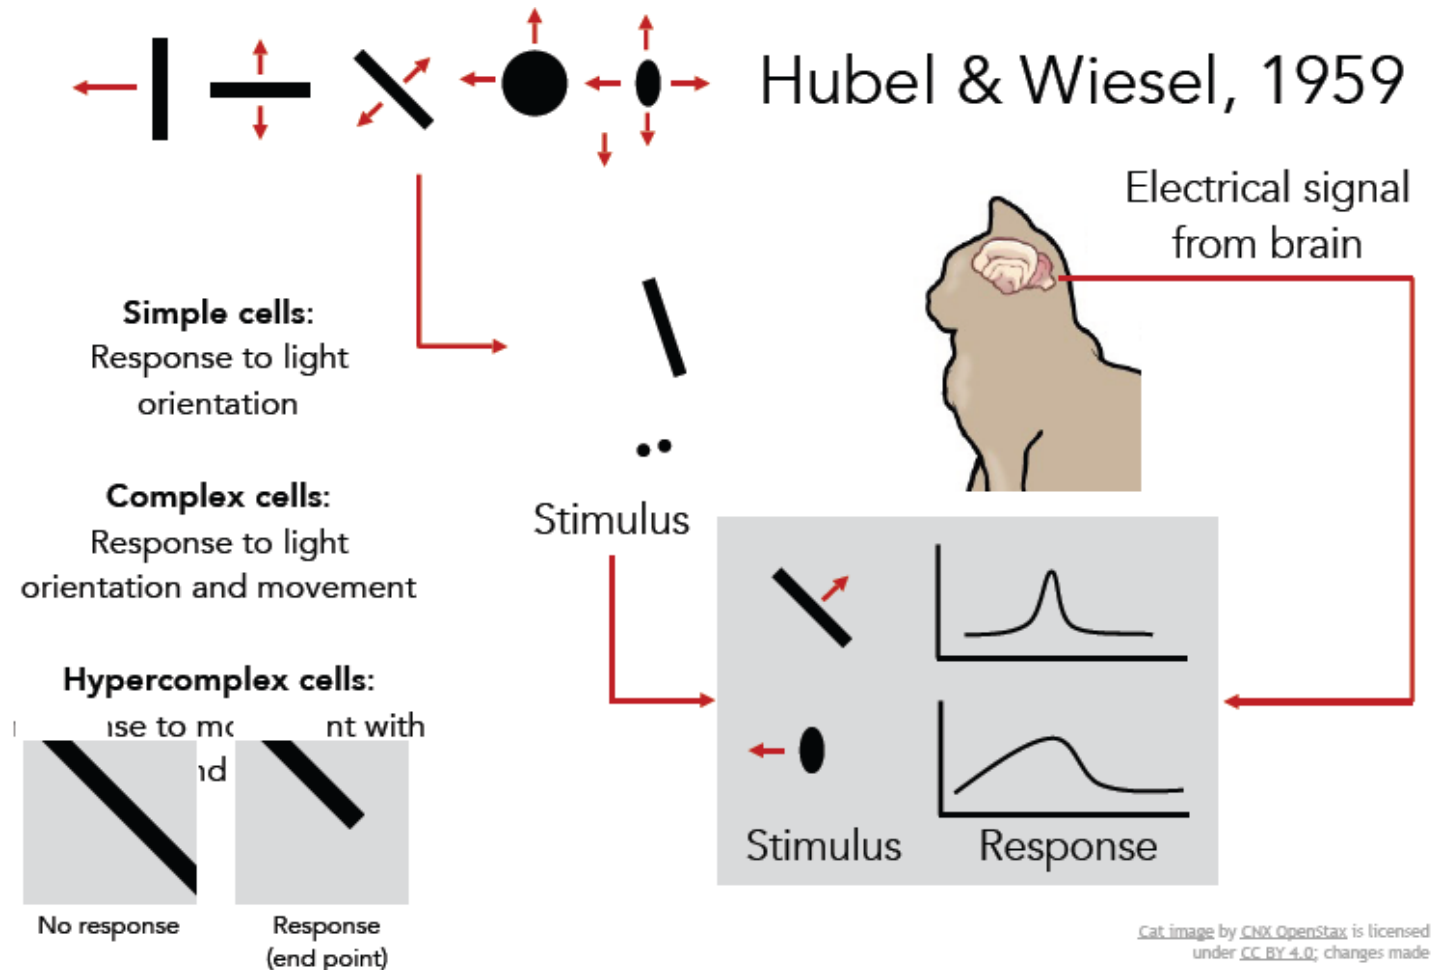 Hubel & Wiesel, 1959
Electrical signal
from brain
Simple cells:
Response to light
orientation
Complex cells:
Response to light
orientation and movement
Hypercomplex cells:
to
with
Stimulus
Stimulus
Response
No response
Response
(end point)
Cat image by CNX OpenStax is licensed
under CC BY 4.0; changes made